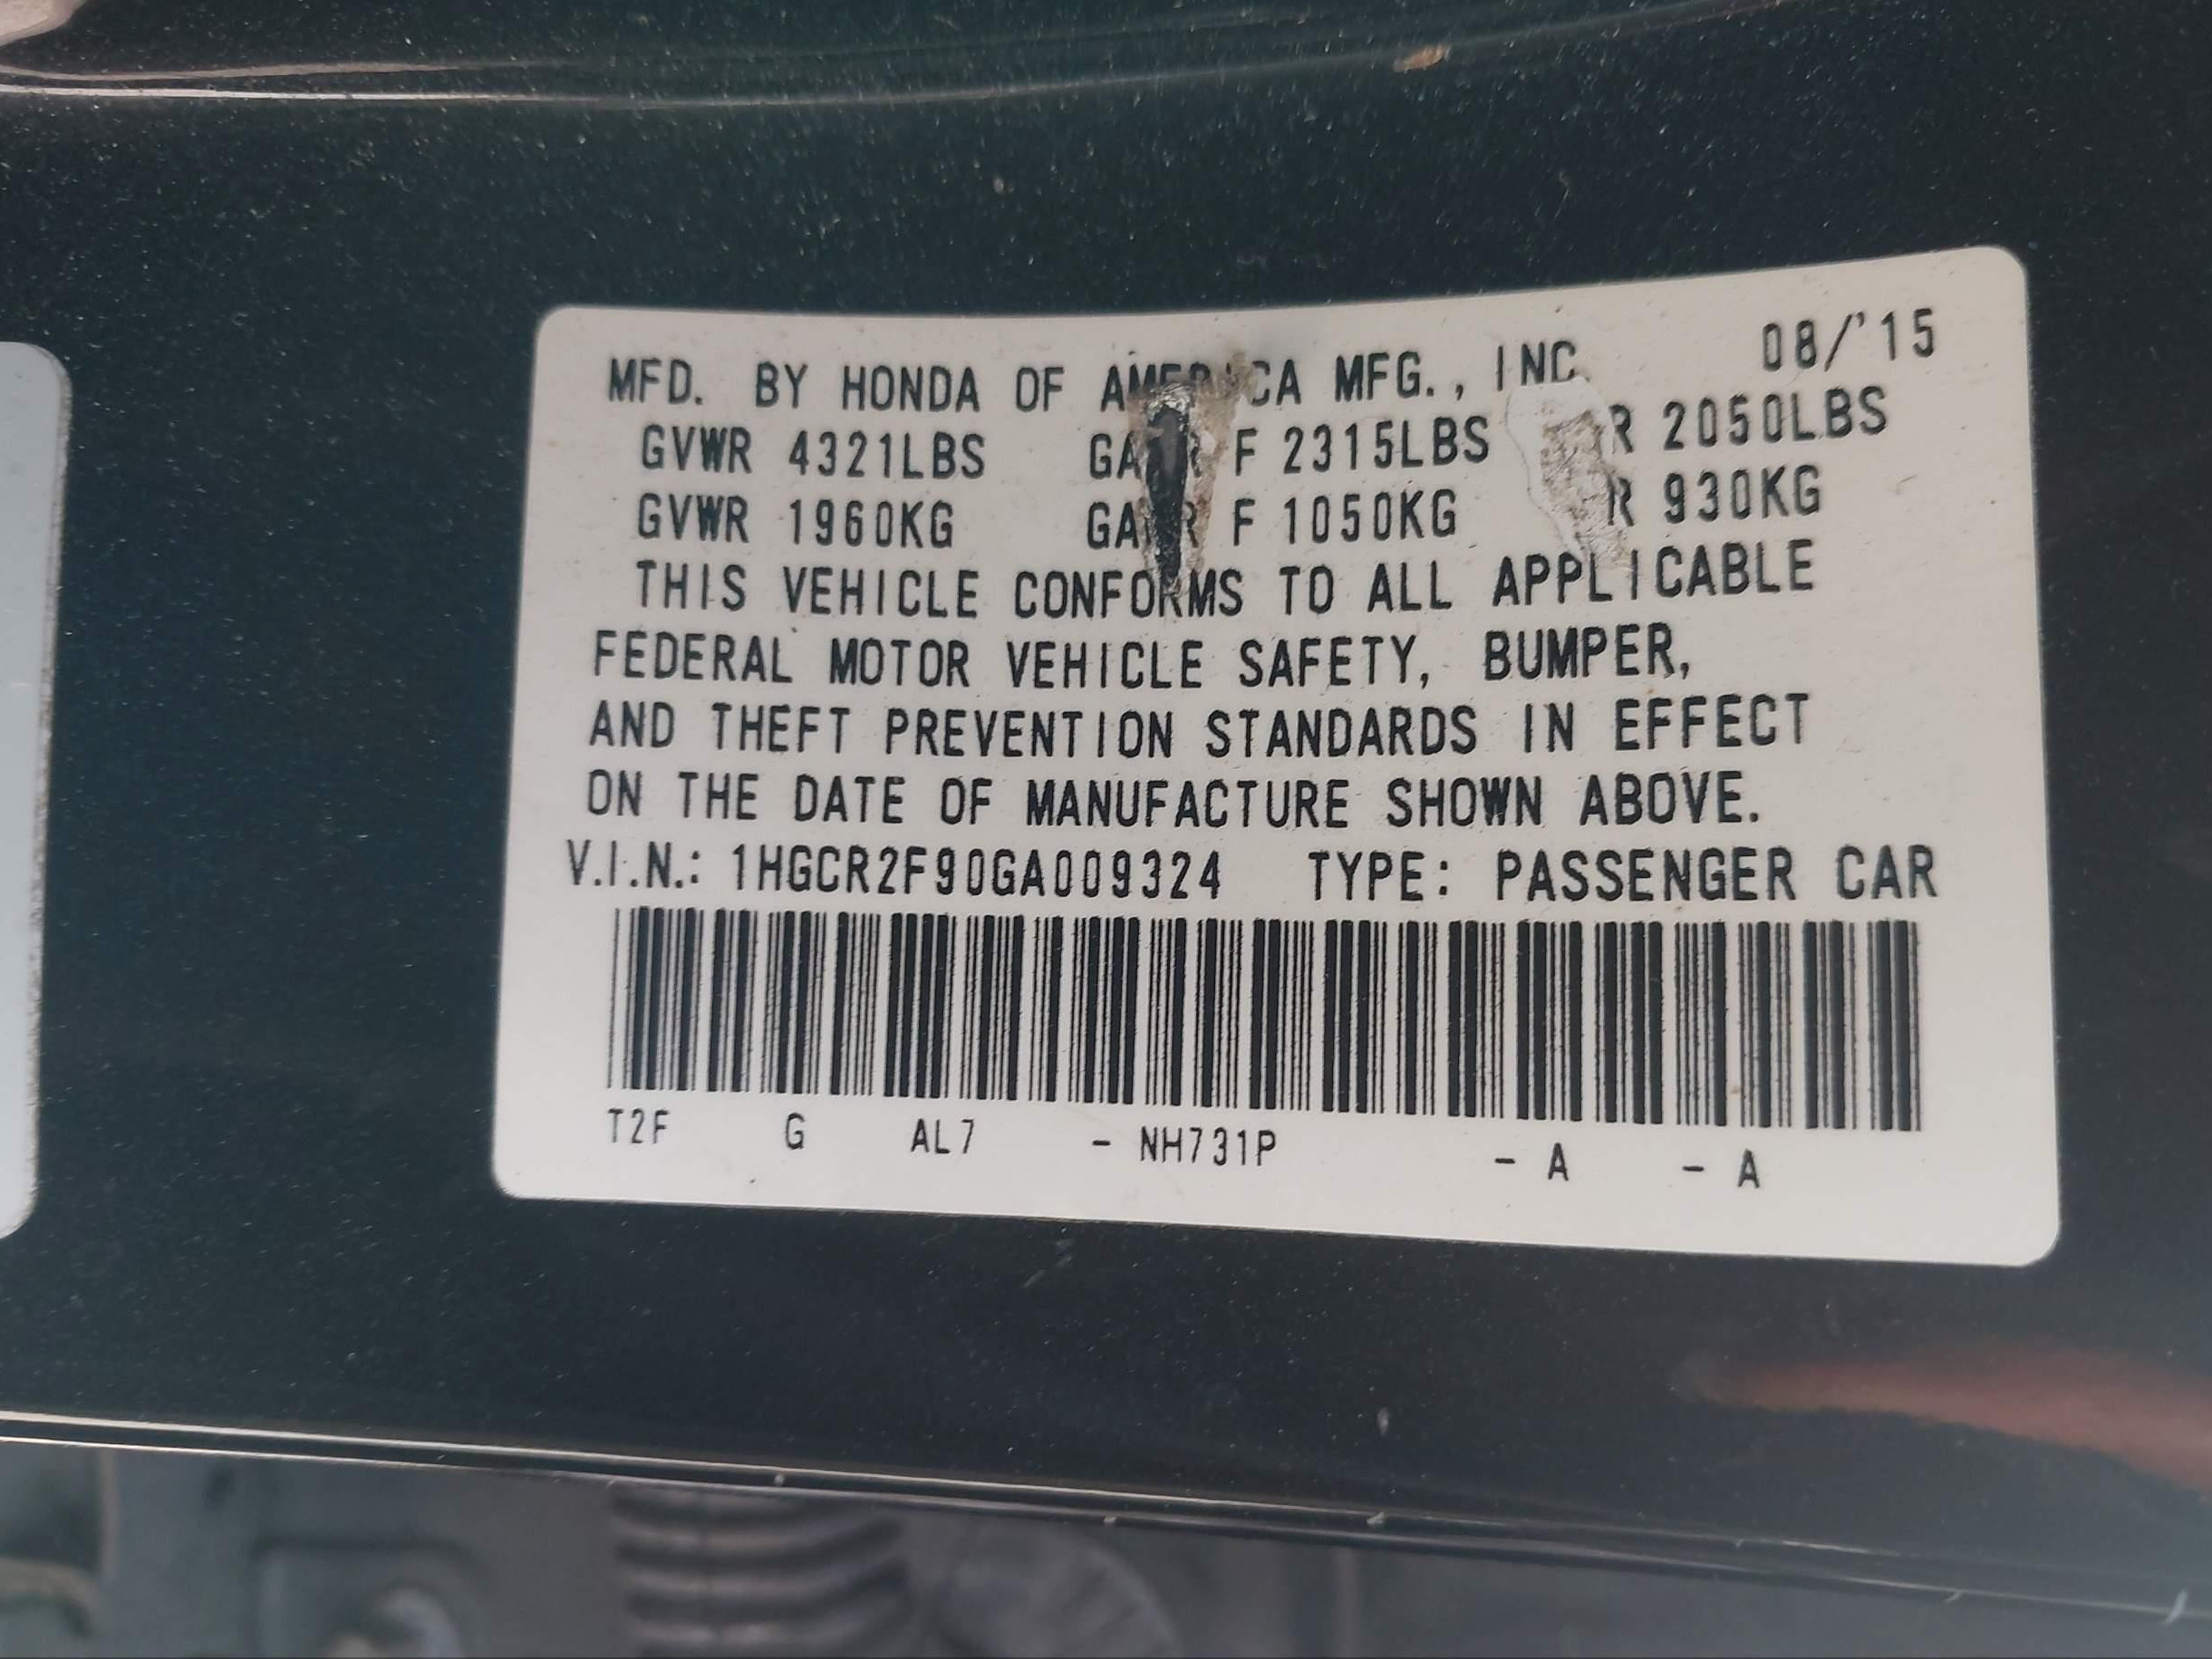 MFD. BY HONDA OF AMERICA MFG., INC. 08/'15
GVWR 4321LBS F 2315LBS R 2050LBS
GVWR 1960KG F 1050KG R 930KG
THIS VEHICLE CONFORMS TO ALL APPLICABLE
FEDERAL MOTOR VEHICLE SAFETY, BUMPER,
AND THEFT PREVENTION STANDARDS IN EFFECT
ON THE DATE OF MANUFACTURE SHOWN ABOVE.
V.I.N.: 1HGCR2F90GA009324 TYPE: PASSENGER CAR
T2F G AL7 - NH731P - A - A